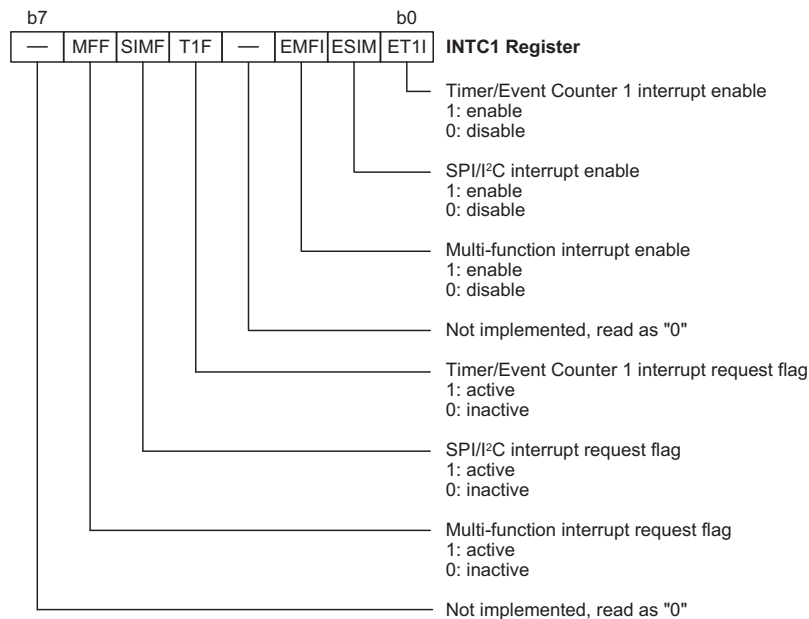 b7 b0
— MFF SIMF T1F — EMFI ESIM ET1I INTC1 Register
Timer/Event Counter 1 interrupt enable
1: enable
0: disable
SPI/I²C interrupt enable
1: enable
0: disable
Multi-function interrupt enable
1: enable
0: disable
Not implemented, read as "0"
Timer/Event Counter 1 interrupt request flag
1: active
0: inactive
SPI/I²C interrupt request flag
1: active
0: inactive
Multi-function interrupt request flag
1: active
0: inactive
Not implemented, read as "0"